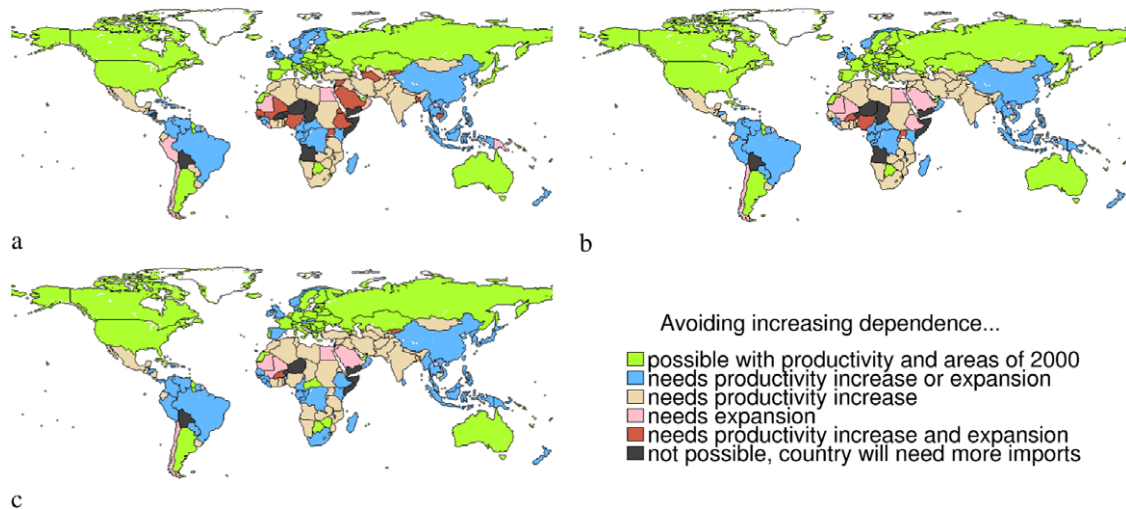 a
b
c
Avoiding increasing dependence...
possible with productivity and areas of 2000
needs productivity increase or expansion
needs productivity increase
needs expansion
needs productivity increase and expansion
not possible, country will need more imports